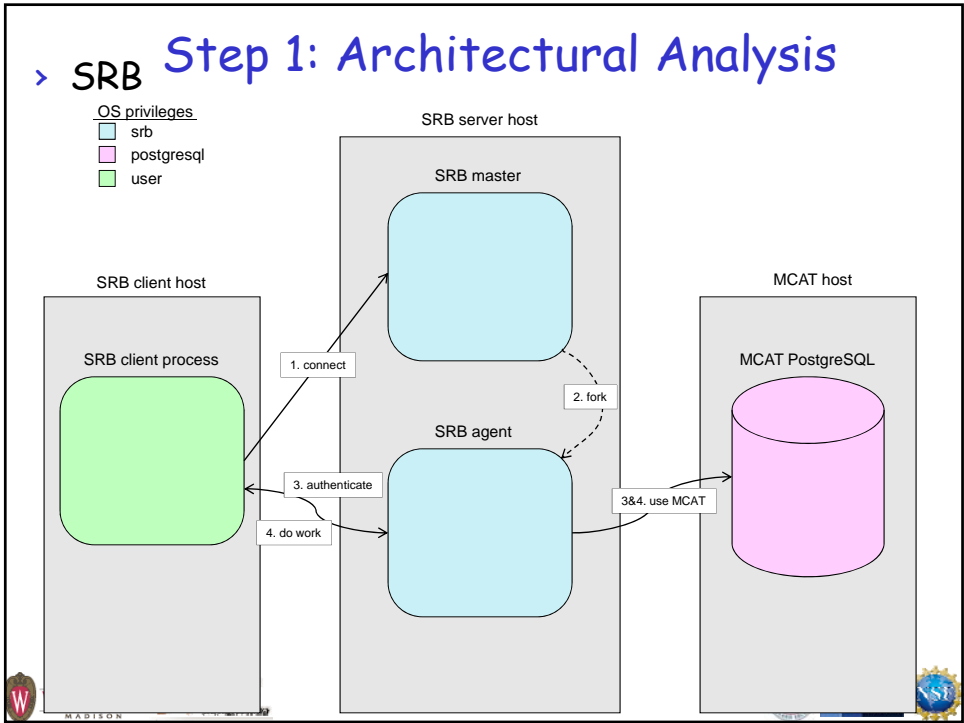 Step 1: Architectural Analysis
› SRB
OS privileges
srb
postgresql
user
SRB server host
SRB master
SRB client host
MCAT host
SRB client process
1. connect
MCAT PostgreSQL
2. fork
SRB agent
3. authenticate
3&4. use MCAT
4. do work
W
MADISON
NSF